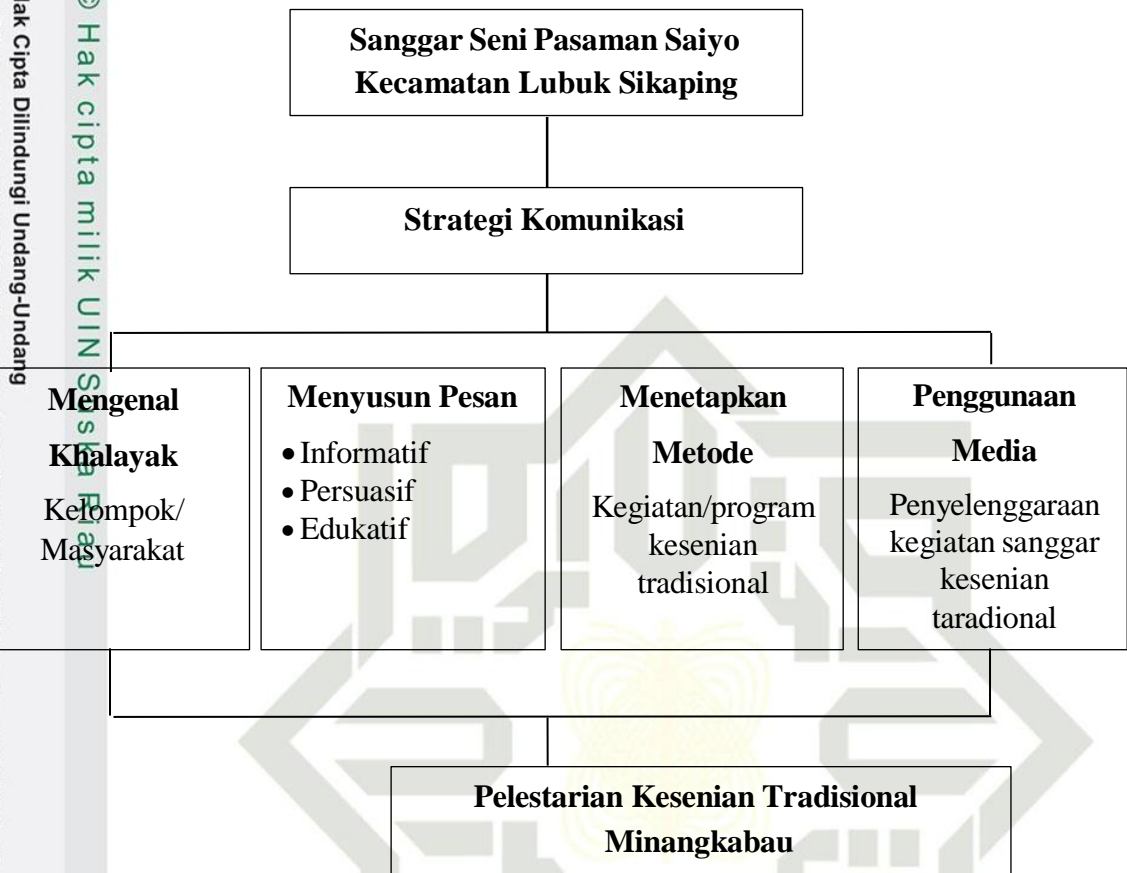 © Hak cipta milik UIN Suska Riau
Hak Cipta Dilindungi Undang-Undang
Sanggar Seni Pasaman Saiyo
Kecamatan Lubuk Sikaping
Strategi Komunikasi
Mengenal
Khalayak
Kelompok/
Masyarakat
Menyusun Pesan
• Informatif
• Persuasif
• Edukatif
Menetapkan
Metode
Kegiatan/program
kesenian
tradisional
Penggunaan
Media
Penyelenggaraan
kegiatan sanggar
kesenian
taradional
Pelestarian Kesenian Tradisional
Minangkabau